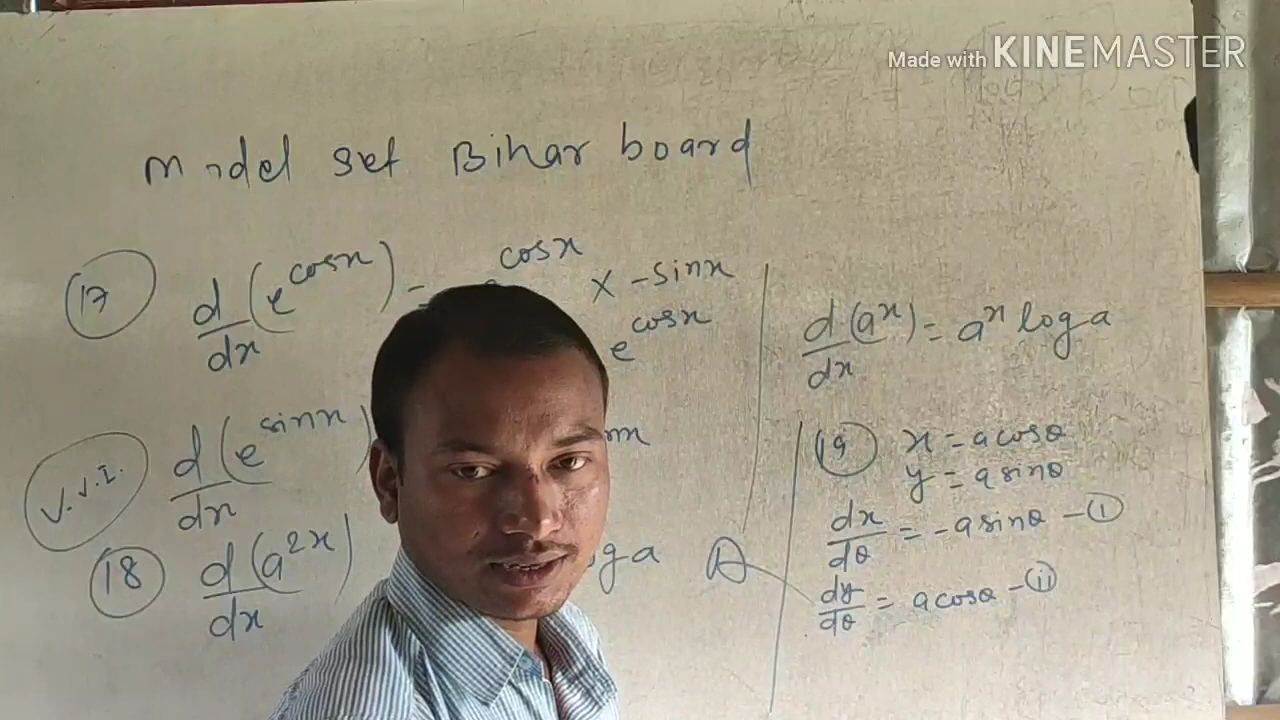 Made with KINEMASTER
Model set Bihar board
(17) d/dx (e^cosx) = cosx × -sinx
e^cosx
V.V.I. d/dx (e^sinx)
(18) d/dx (a^2x) log a A
d/dx (a^x) = a^x log a
(19) x = a cosθ
y = a sinθ
dx/dθ = -a sinθ - (i)
dy/dθ = a cosθ - (ii)